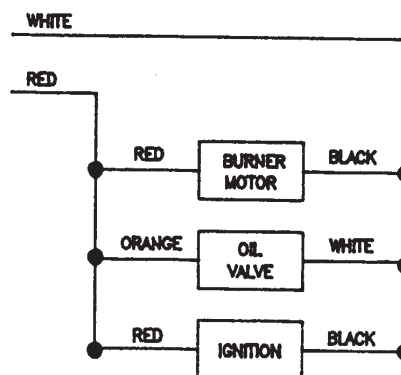 WHITE
RED
RED
BURNER
MOTOR
BLACK
ORANGE
OIL
VALVE
WHITE
RED
IGNITION
BLACK